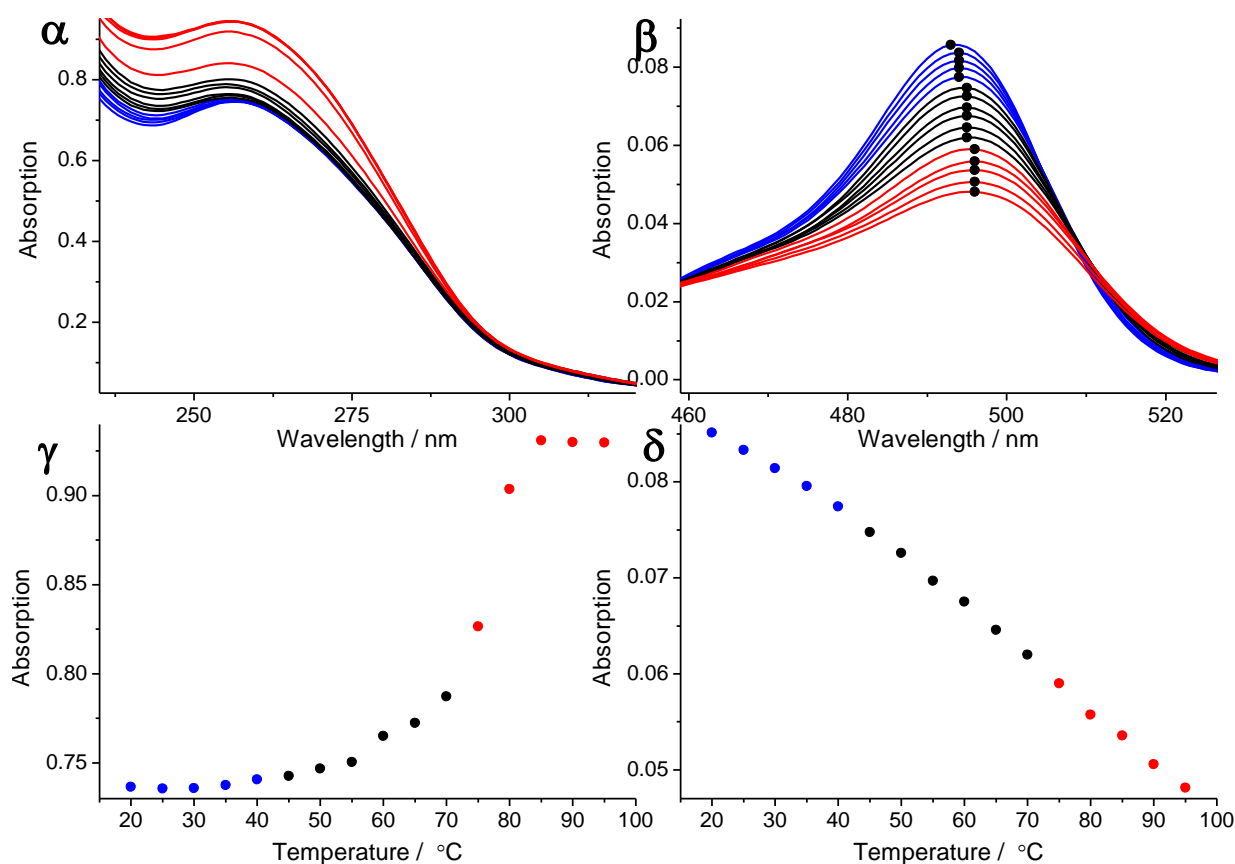 α
Absorption
0.8
0.6
0.4
0.2
250
275
300
Wavelength / nm
β
Absorption
0.08
0.06
0.04
0.02
0.00
460
480
500
520
Wavelength / nm
γ
Absorption
0.90
0.85
0.80
0.75
20 30 40 50 60 70 80 90 100
Temperature / °C
δ
Absorption
0.08
0.07
0.06
0.05
20 30 40 50 60 70 80 90 100
Temperature / °C